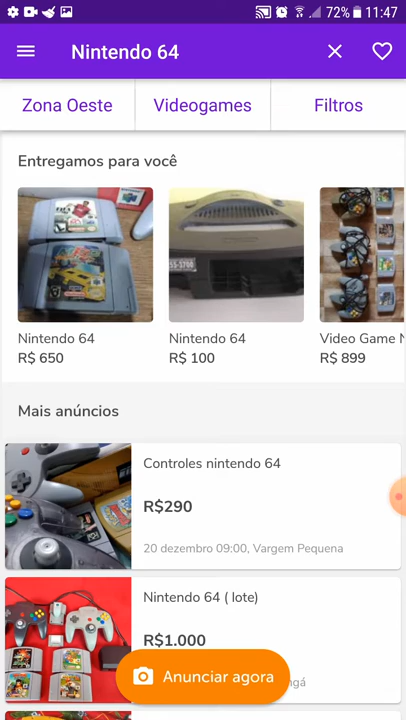 72% 11:47
Nintendo 64
Zona Oeste Videogames Filtros
Entregamos para você
Nintendo 64 Nintendo 64 Video Game N
R$ 650 R$ 100 R$ 899
Mais anúncios
Controles nintendo 64
R$290
20 dezembro 09:00, Vargem Pequena
Nintendo 64 ( lote)
R$1.000
Anunciar agora